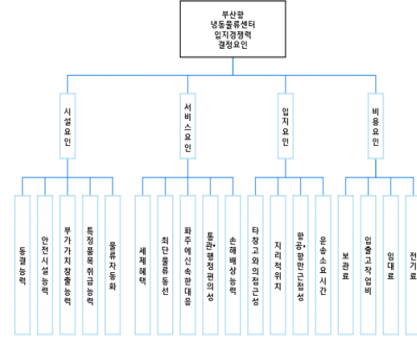 부산항
냉동물류센터
입지경쟁력
결정요인
시설요인
서비스요인
입지요인
비용요인
동결능력
안전시설능력
부가가치창출능력
특정품목취급능력
물류자동화
세제혜택
최단물류동선
화주에신속한대응
통관·행정편의성
손해배상능력
타창고와의접근성
지리적위치
항공·항만근접성
운송소요시간
보관료
입출고작업비
임대료
전기료